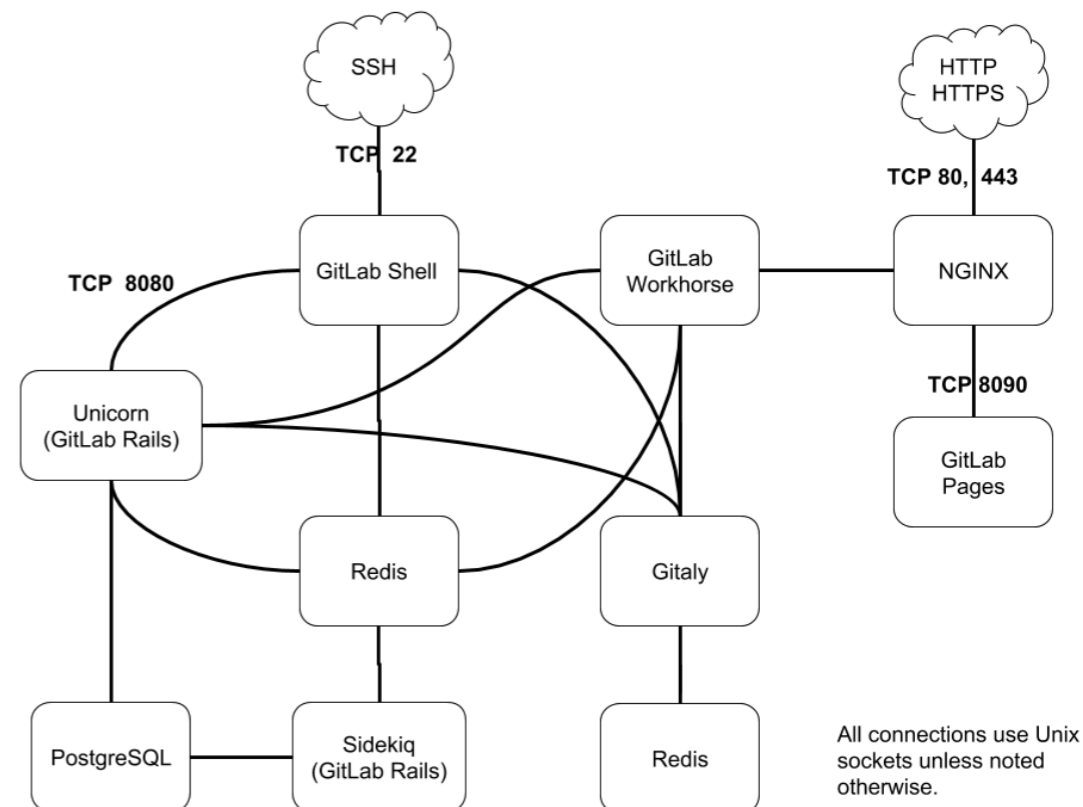 SSH
HTTP
HTTPS
TCP 22
TCP 80, 443
GitLab Shell
GitLab
Workhorse
NGINX
TCP 8080
TCP 8090
Unicorn
(GitLab Rails)
GitLab
Pages
Redis
Gitaly
PostgreSQL
Sidekiq
(GitLab Rails)
Redis
All connections use Unix
sockets unless noted
otherwise.